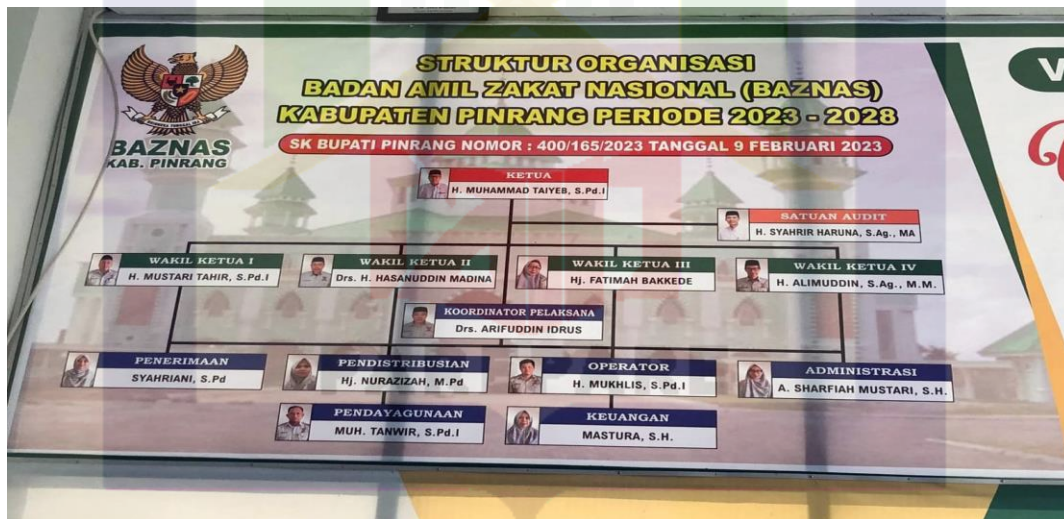 STRUKTUR ORGANISASI
BADAN AMIL ZAKAT NASIONAL (BAZNAS)
KABUPATEN PINRANG PERIODE 2023 - 2028
BAZNAS
KAB. PINRANG
SK BUPATI PINRANG NOMOR : 400/165/2023 TANGGAL 9 FEBRUARI 2023
KETUA
H. MUHAMMAD TAIYEB, S.Pd.I
SATUAN AUDIT
H. SYAHRIR HARUNA, S.Ag., MA
WAKIL KETUA I
H. MUSTARI TAHIR, S.Pd.I
WAKIL KETUA II
Drs. H. HASANUDDIN MADINA
WAKIL KETUA III
Hj. FATIMAH BAKKEDE
WAKIL KETUA IV
H. ALIMUDDIN, S.Ag., M.M.
KOORDINATOR PELAKSANA
Drs. ARIFUDDIN IDRUS
PENERIMAAN
SYAHRIANI, S.Pd
PENDISTRIBUSIAN
Hj. NURAZIZAH, M.Pd
OPERATOR
H. MUKHLIS, S.Pd.I
ADMINISTRASI
A. SHARFIAH MUSTARI, S.H.
PENDAYAGUNAAN
MUH. TANWIR, S.Pd.I
KEUANGAN
MASTURA, S.H.
V